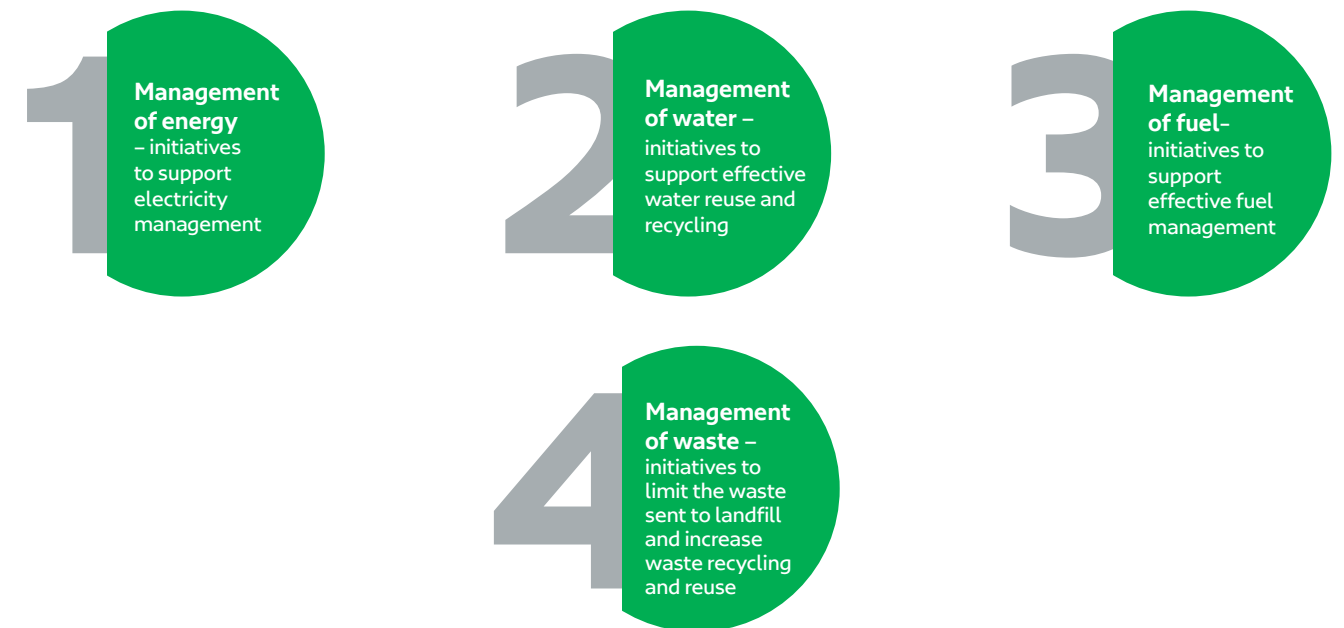 1
Management
of energy
– initiatives
to support
electricity
management
2
Management
of water –
initiatives to
support effective
water reuse and
recycling
3
Management
of fuel–
initiatives to
support
effective fuel
management
4
Management
of waste –
initiatives to
limit the waste
sent to landfill
and increase
waste recycling
and reuse